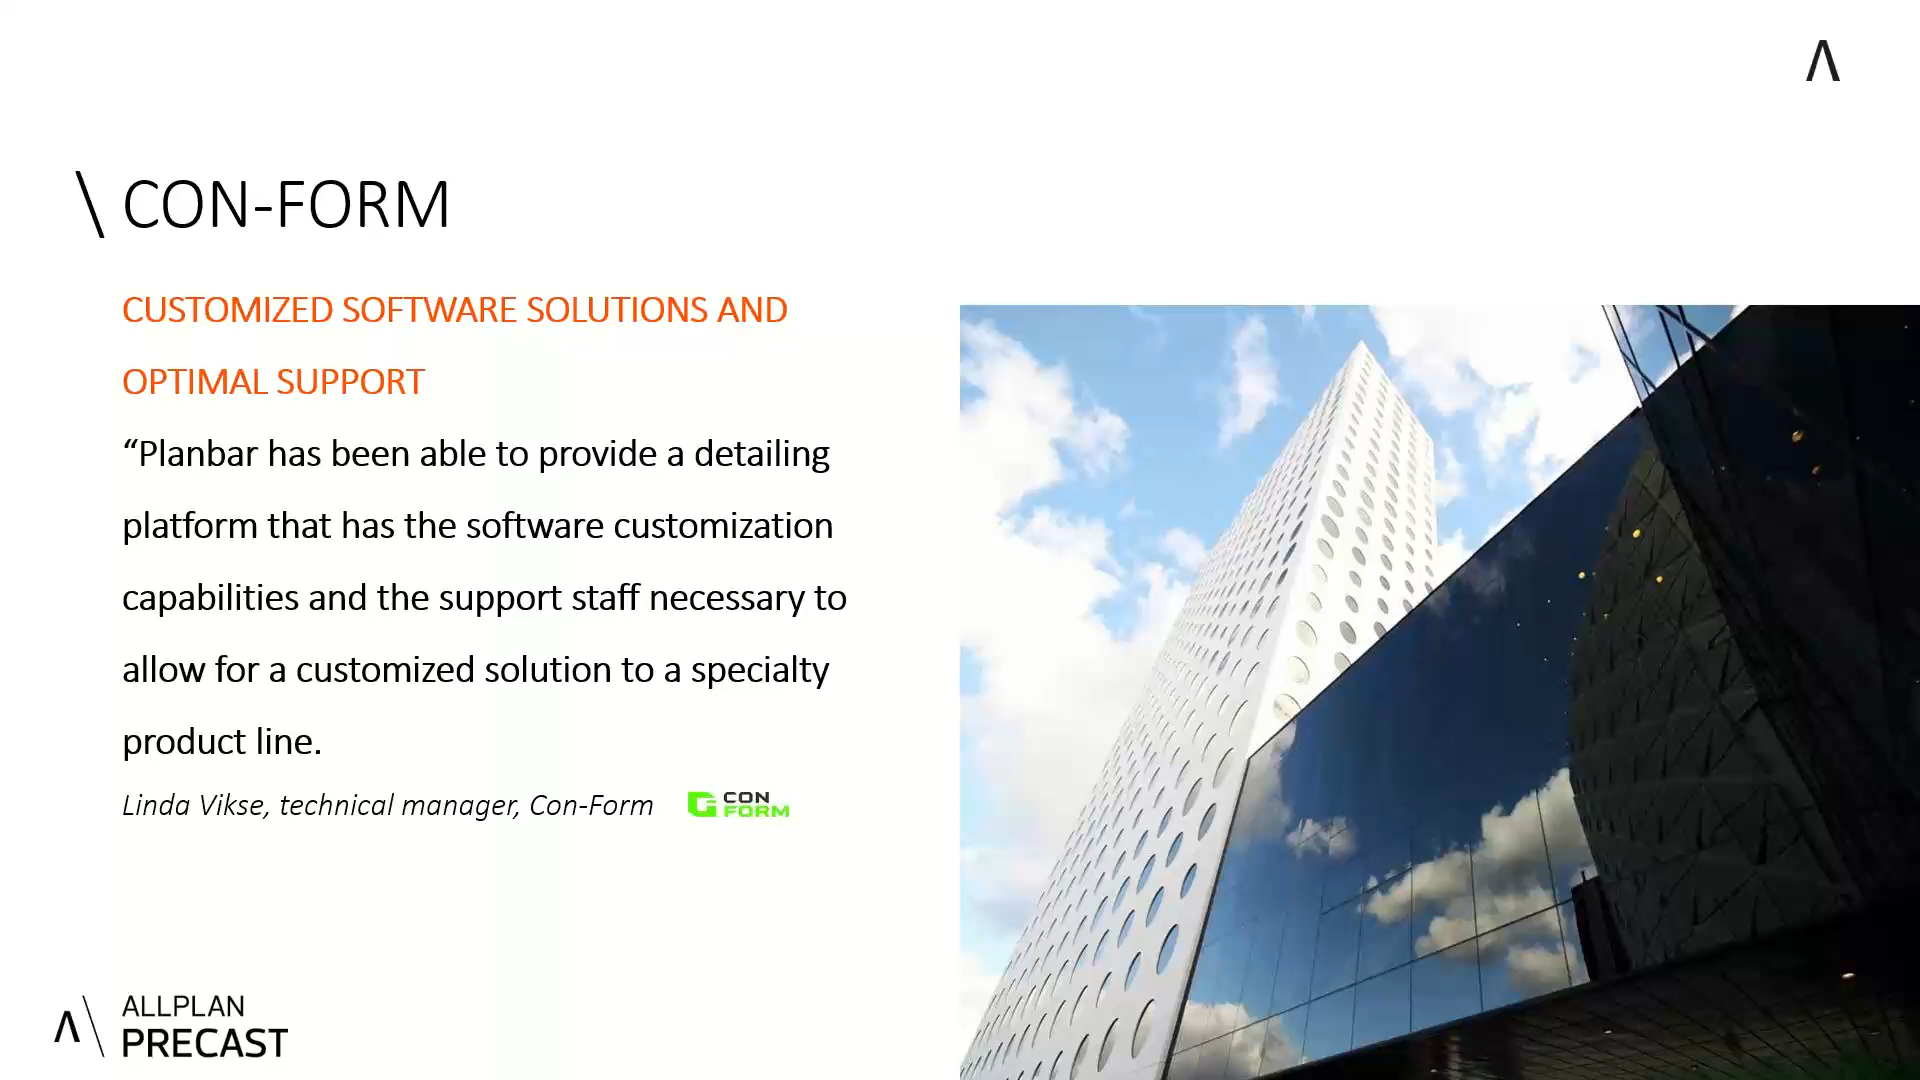 \ CON-FORM
CUSTOMIZED SOFTWARE SOLUTIONS AND
OPTIMAL SUPPORT
“Planbar has been able to provide a detailing
platform that has the software customization
capabilities and the support staff necessary to
allow for a customized solution to a specialty
product line.
Linda Vikse, technical manager, Con-Form
CON
FORM
ALLPLAN
PRECAST